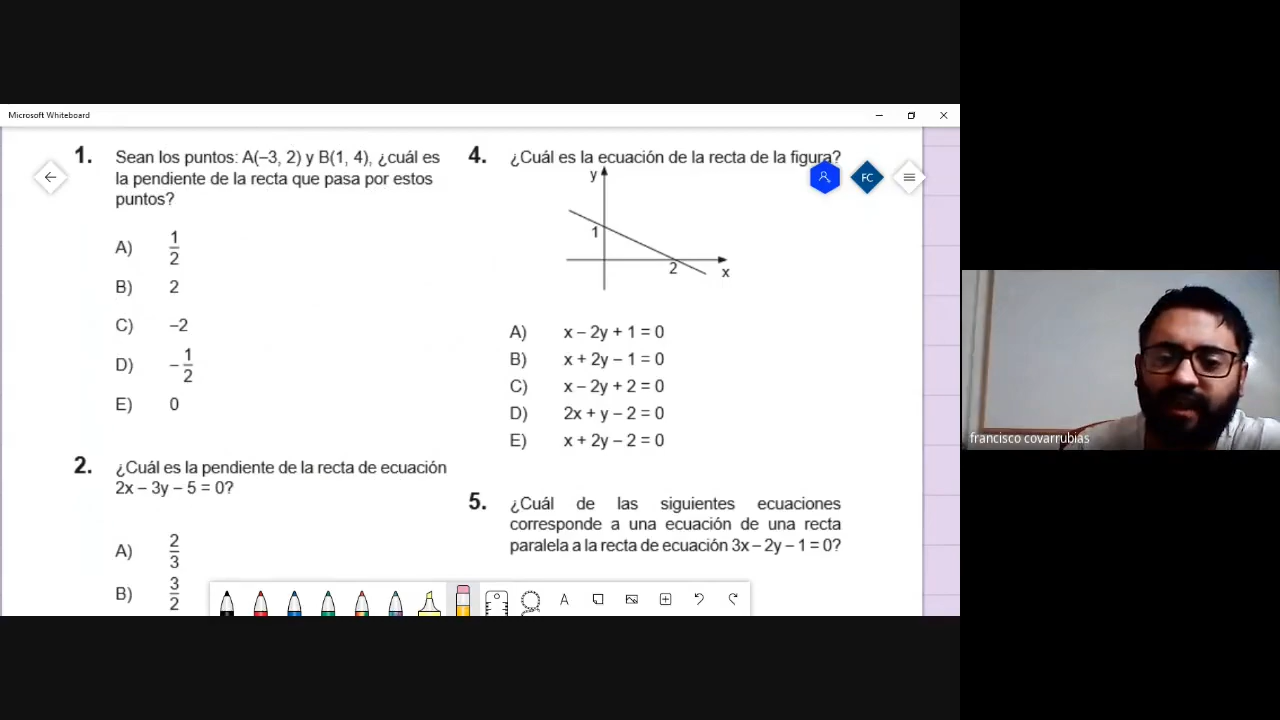 Microsoft Whiteboard
1. Sean los puntos: A(–3, 2) y B(1, 4), ¿cuál es
la pendiente de la recta que pasa por estos
puntos?
A) 1/2
B) 2
C) –2
D) –1/2
E) 0
2. ¿Cuál es la pendiente de la recta de ecuación
2x – 3y – 5 = 0?
A) 2/3
B) 3/2
4. ¿Cuál es la ecuación de la recta de la figura?
y
1
2
x
A) x – 2y + 1 = 0
B) x + 2y – 1 = 0
C) x – 2y + 2 = 0
D) 2x + y – 2 = 0
E) x + 2y – 2 = 0
5. ¿Cuál de las siguientes ecuaciones
corresponde a una ecuación de una recta
paralela a la recta de ecuación 3x – 2y – 1 = 0?
FC
A
francisco covarrubias